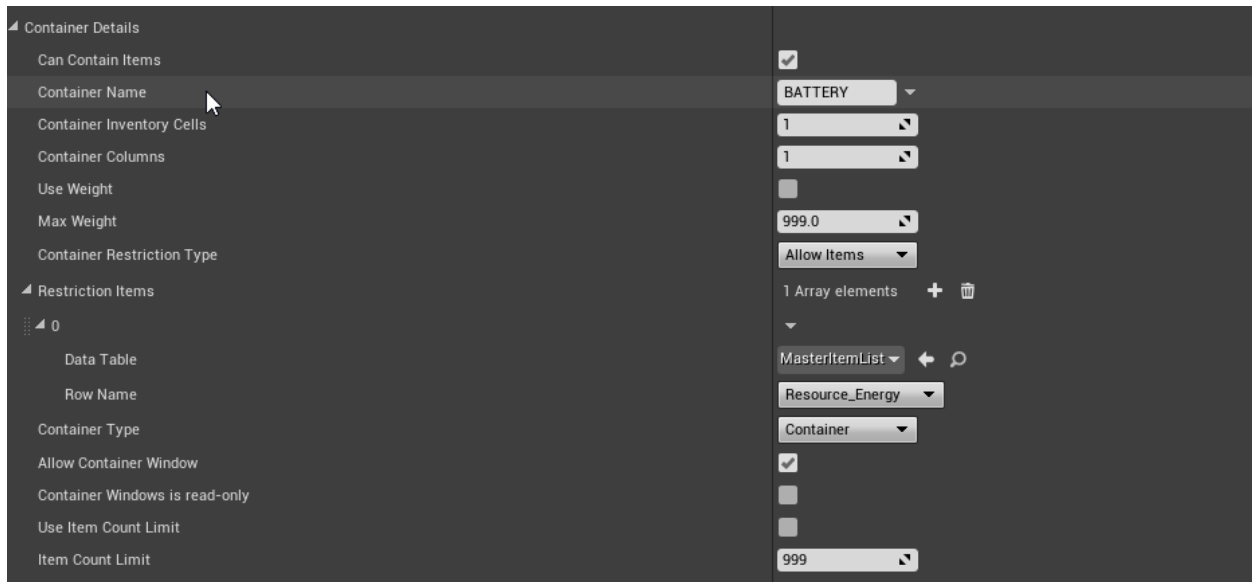 Container Details
Can Contain Items
Container Name BATTERY
Container Inventory Cells 1
Container Columns 1
Use Weight
Max Weight 999.0
Container Restriction Type Allow Items
Restriction Items 1 Array elements
0
Data Table MasterItemList
Row Name Resource_Energy
Container Type Container
Allow Container Window
Container Windows is read-only
Use Item Count Limit
Item Count Limit 999